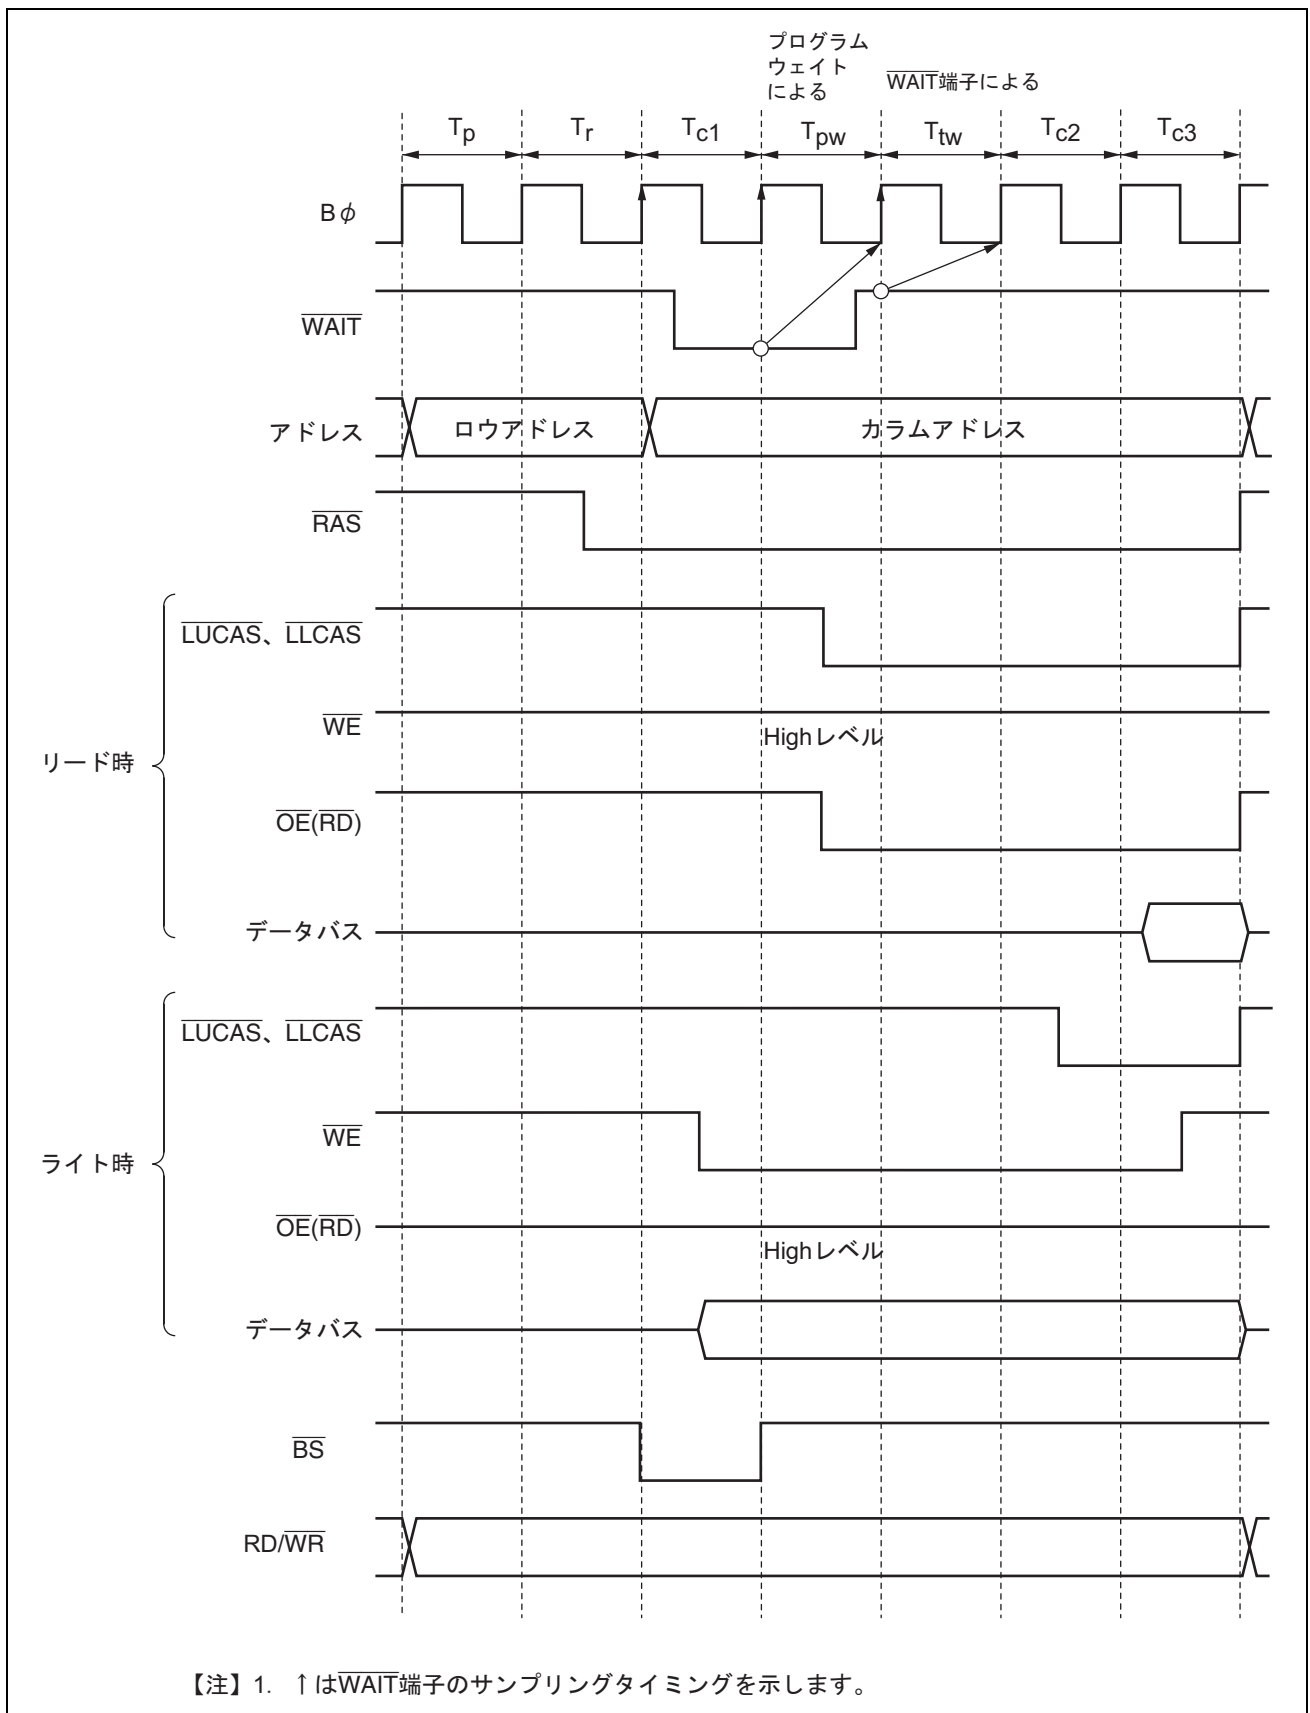 プログラム
ウェイト
による
WAIT端子による
Tp Tr Tc1 Tpw Ttw Tc2 Tc3
Bφ
WAIT
アドレス ロウアドレス カラムアドレス
RAS
リード時
LUCAS、LLCAS
WE
Highレベル
OE(RD)
データバス
ライト時
LUCAS、LLCAS
WE
OE(RD)
Highレベル
データバス
BS
RD/WR
【注】1. ↑はWAIT端子のサンプリングタイミングを示します。